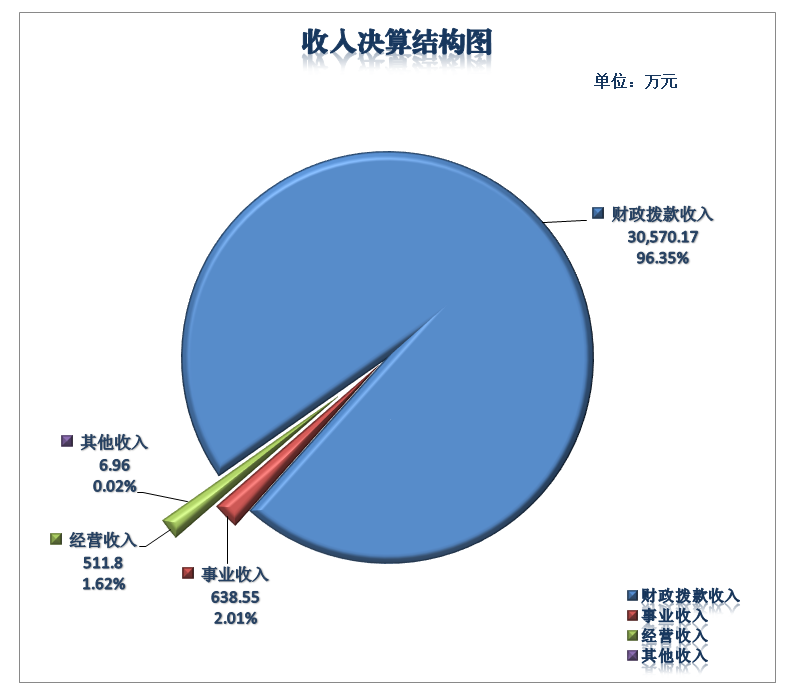 收入决算结构图
单位：万元
财政拨款收入
30,570.17
96.35%
其他收入
6.96
0.02%
经营收入
511.8
1.62%
事业收入
638.55
2.01%
财政拨款收入
事业收入
经营收入
其他收入